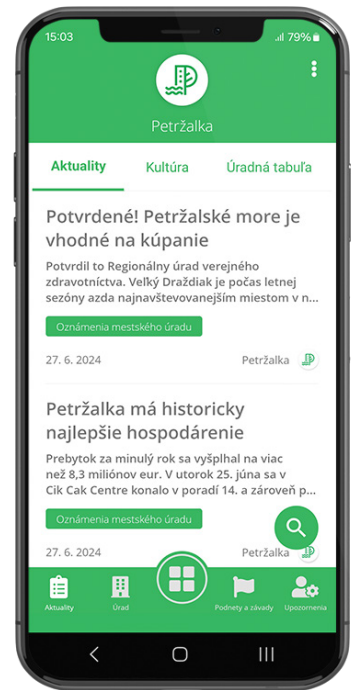 15:03
79%
Petržalka
Aktuality
Kultúra
Úradná tabuľa
Potvrdené! Petržalské more je
vhodné na kúpanie
Potvrdil to Regionálny úrad verejného
zdravotníctva. Veľký Draždiak je počas letnej
sezóny azda najnavštevovanejším miestom v n...
Oznámenia mestského úradu
27. 6. 2024
Petržalka
Petržalka má historicky
najlepšie hospodárenie
Prebytok za minulý rok sa vyšplhal na viac
než 8,3 miliónov eur. V utorok 25. júna sa v
Cik Cak Centre konalo v poradí 14. a zároveň p...
Oznámenia mestského úradu
27. 6. 2024
Petržalka
Aktuality
Úrad
Podnety a závady
Upozornenia